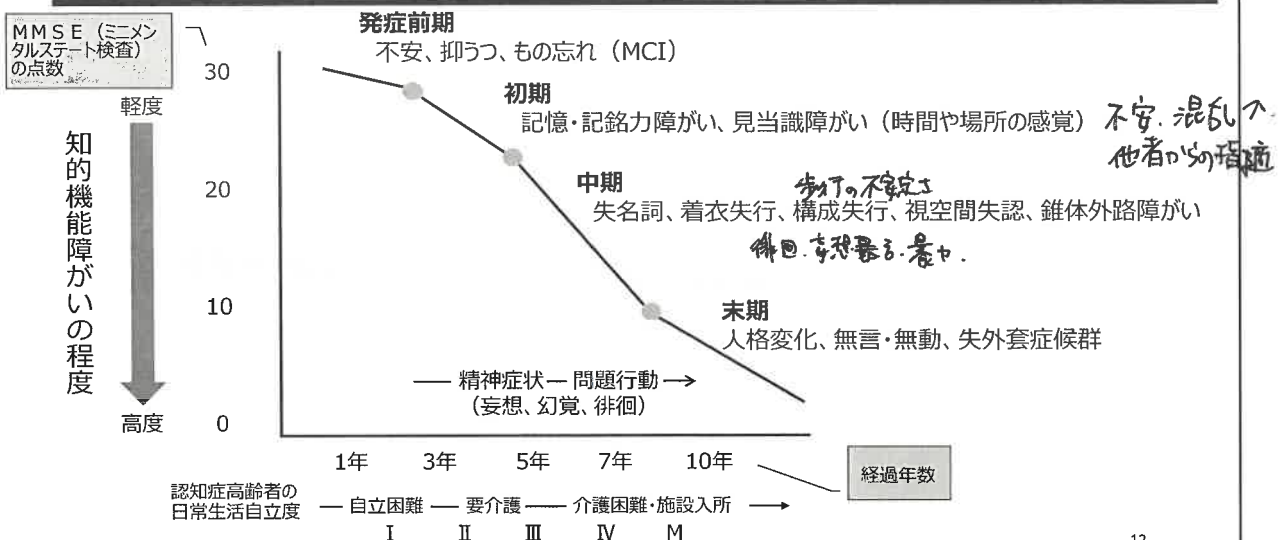 MMSE（ミニメン
タルステート検査）
の点数
発症前期
不安、抑うつ、もの忘れ（MCI）
30
軽度
初期
記憶・記銘力障がい、見当識障がい（時間や場所の感覚）
不安.混乱↗
他者からの指摘
知的機能障がいの程度
20
中期
歩行の不安定さ
失名詞、着衣失行、構成失行、視空間失認、錐体外路障がい
徘徊.妄想.暴力.
10
末期
人格変化、無言・無動、失外套症候群
精神症状 問題行動→
（妄想、幻覚、徘徊）
高度
0
1年 3年 5年 7年 10年
経過年数
認知症高齢者の
日常生活自立度
自立困難 要介護 介護困難・施設入所 →
Ⅰ Ⅱ Ⅲ Ⅳ M
12